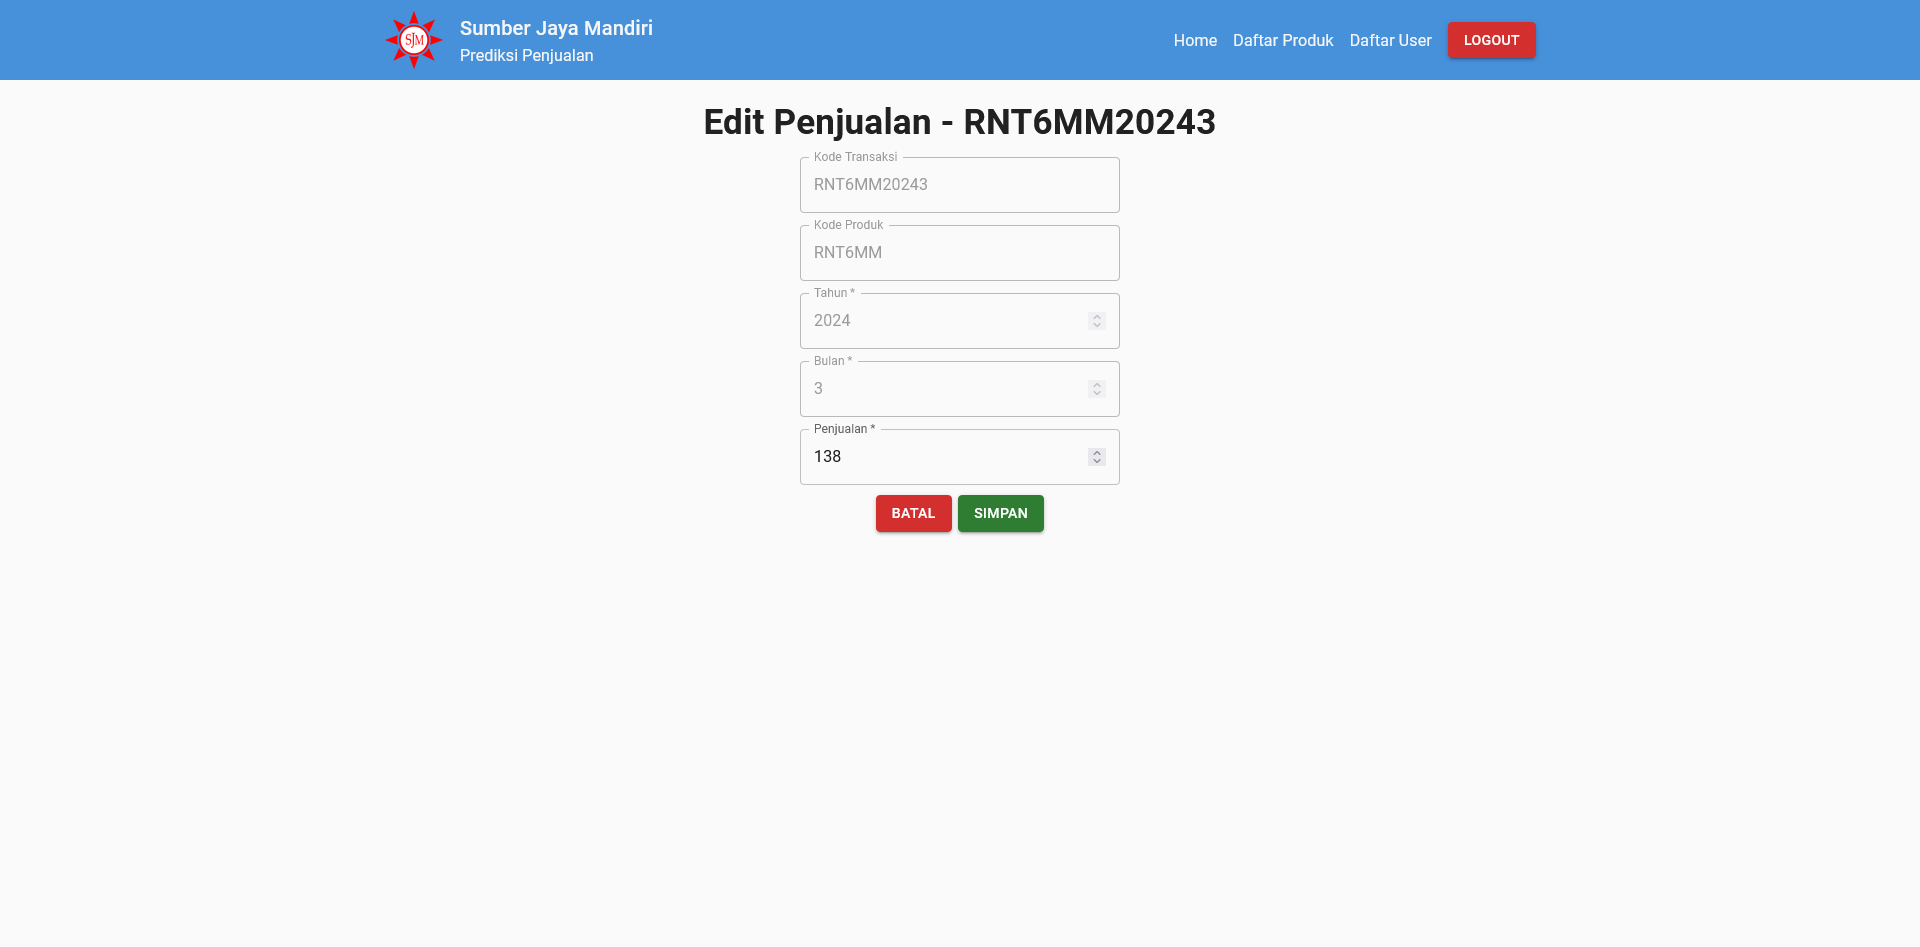 SJM
Sumber Jaya Mandiri
Prediksi Penjualan
Home Daftar Produk Daftar User LOGOUT
Edit Penjualan - RNT6MM20243
Kode Transaksi
RNT6MM20243
Kode Produk
RNT6MM
Tahun *
2024
Bulan *
3
Penjualan *
138
BATAL SIMPAN